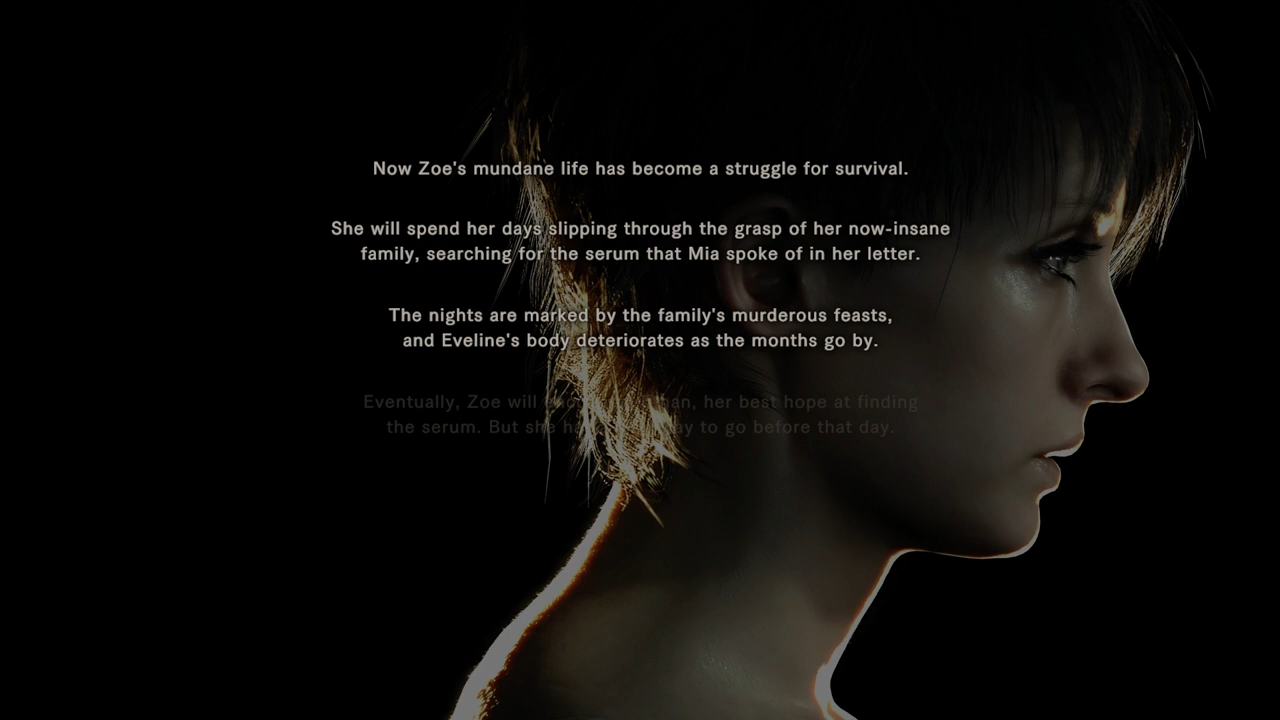 Now Zoe's mundane life has become a struggle for survival.
She will spend her days slipping through the grasp of her now-insane
family, searching for the serum that Mia spoke of in her letter.
The nights are marked by the family's murderous feasts,
and Eveline's body deteriorates as the months go by.
Eventually, Zoe will her best hope at finding
the serum. But she to go before that day.